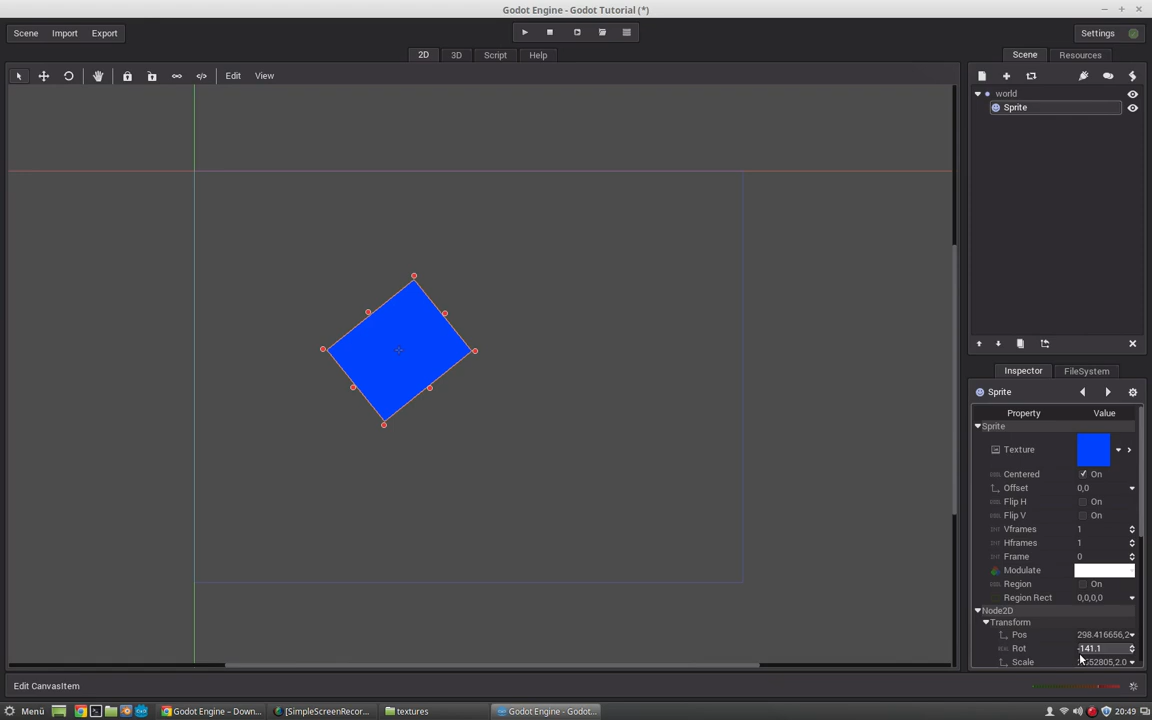 Godot Engine - Godot Tutorial (*)
Scene Import Export
Settings
2D 3D Script Help
Scene Resources
Edit View
world
Sprite
Inspector FileSystem
Sprite
Property Value
Sprite
Texture
Centered On
Offset 0,0
Flip H On
Flip V On
Vframes 1
Hframes 1
Frame 0
Modulate
Region On
Region Rect 0,0,0,0
Node2D
Transform
Pos 298.416656,2
Rot -141.1
Scale
Edit CanvasItem
Menü Godot Engine – Down... [SimpleScreenRecor... textures Godot Engine - Godot... 20:49